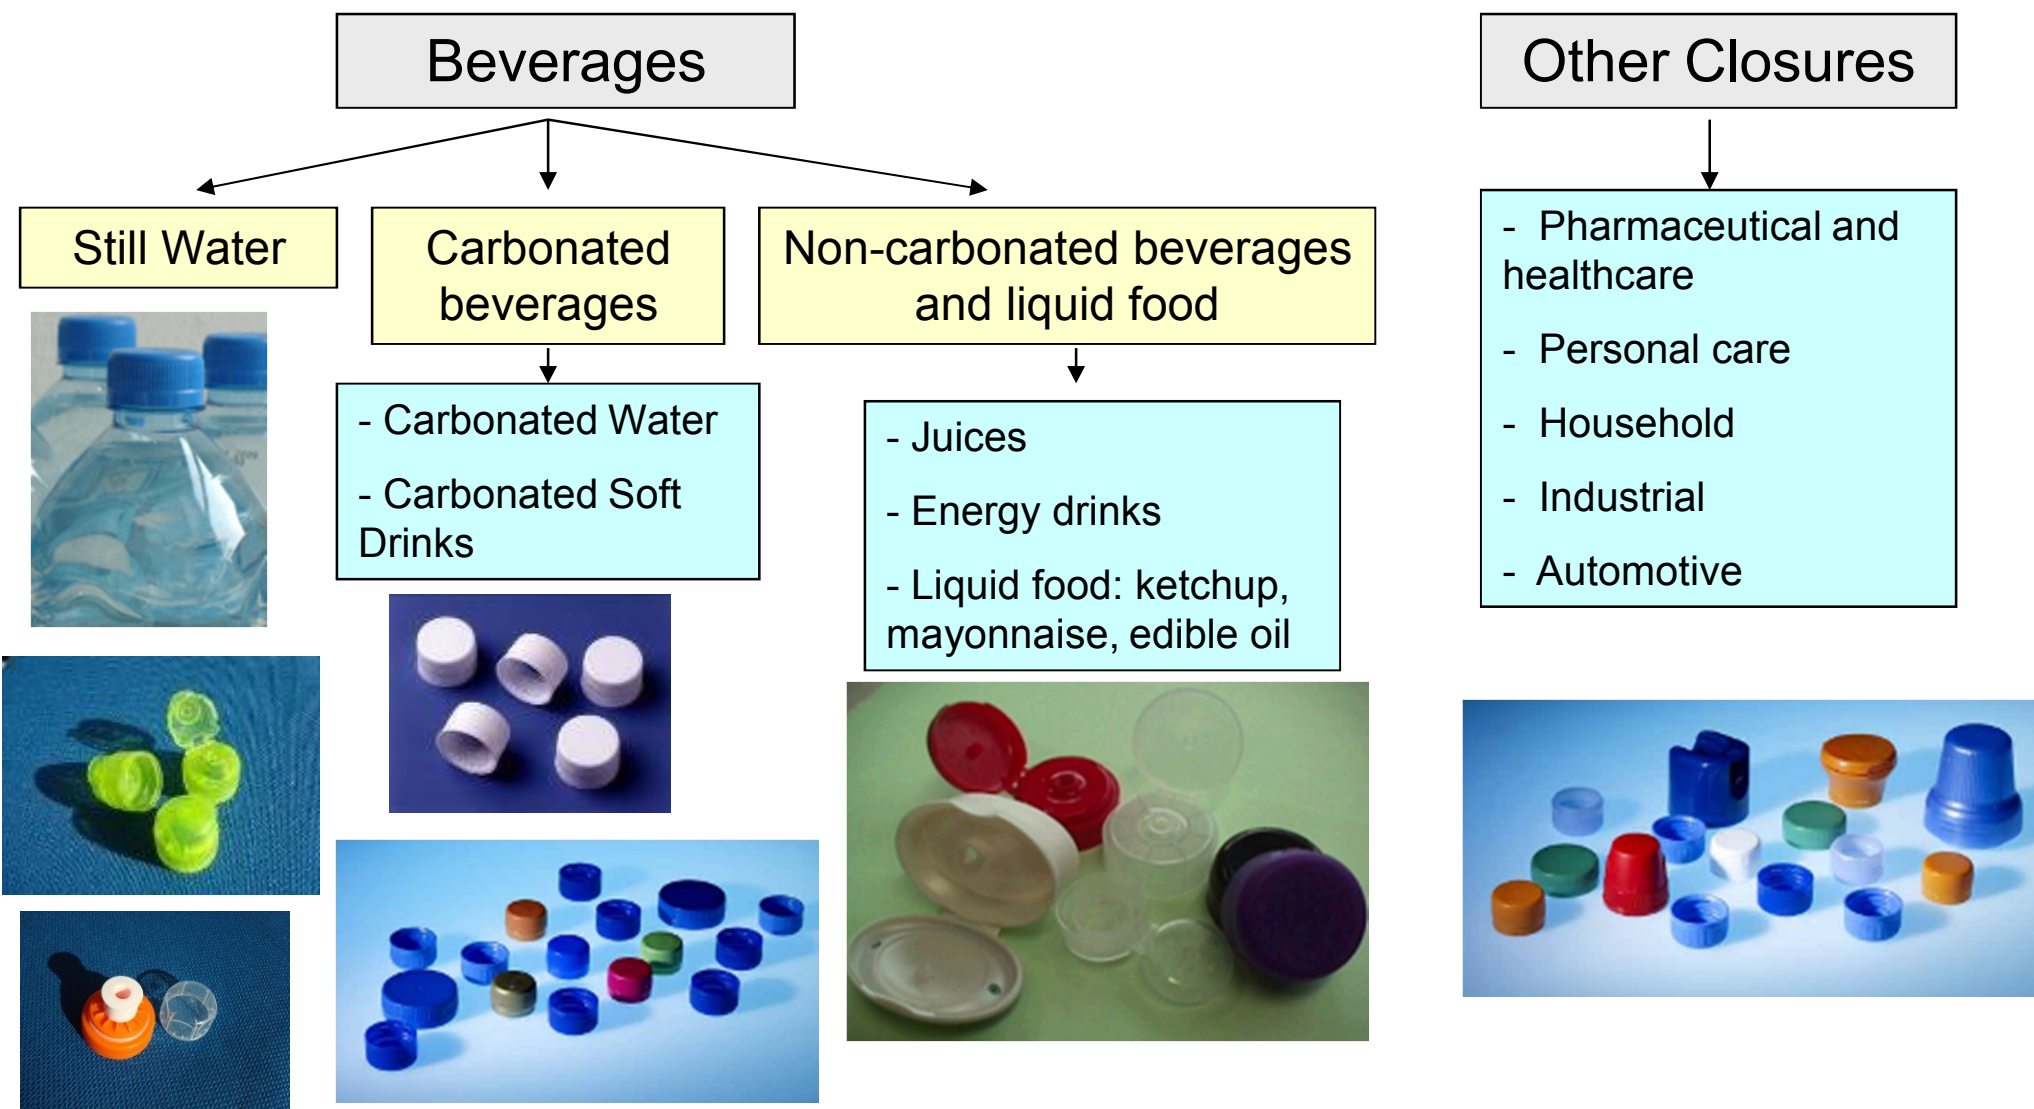 Beverages
Other Closures
Still Water
Carbonated
beverages
Non-carbonated beverages
and liquid food
- Carbonated Water
- Carbonated Soft
Drinks
- Juices
- Energy drinks
- Liquid food: ketchup,
mayonnaise, edible oil
- Pharmaceutical and
healthcare
- Personal care
- Household
- Industrial
- Automotive